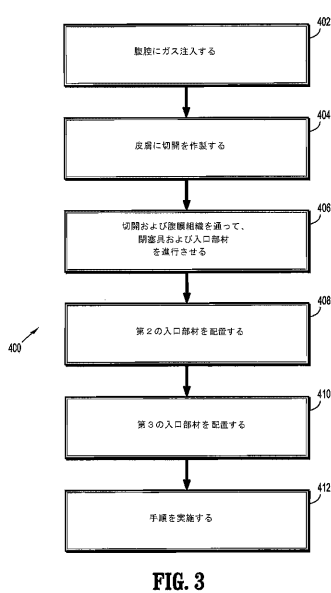 402
腹腔にガス注入する
404
皮膚に切開を作製する
406
切開および腹膜組織を通って、
閉塞具および入口部材
を進行させる
408
第2の入口部材を配置する
400
410
第3の入口部材を配置する
412
手順を実施する
FIG. 3